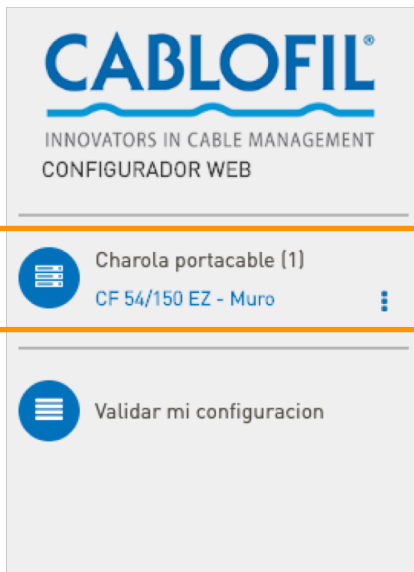 CABLOFIL®
INNOVATORS IN CABLE MANAGEMENT
CONFIGURADOR WEB
Charola portacable (1)
CF 54/150 EZ - Muro
Validar mi configuracion